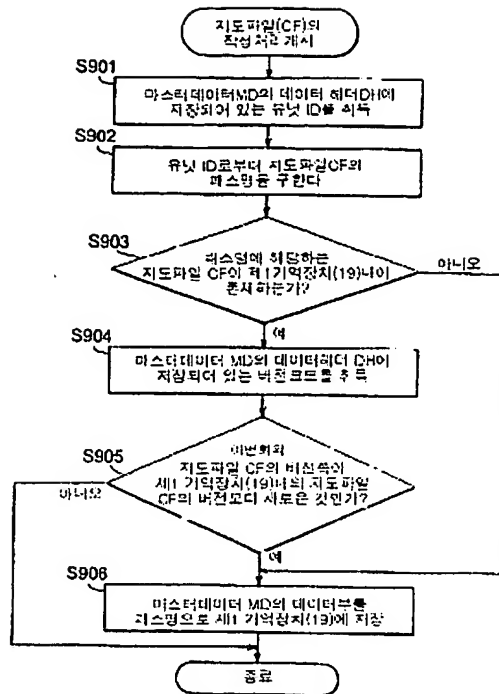 지도파일(CF)의
작성처리개시
S901
마스터데이터MD의 데이터 헤더DH에
저장되어 있는 유닛 ID를 취득
S902
유닛 ID로부터 지도파일CF의
패스명을 구한다
S903
패스명에 해당하는
지도파일 CF이 제1기억장치(19)내에
존재하는가?
아니오
예
S904
마스터데이터 MD의 데이터헤더 DH에
저장되어 있는 버전코드를 취득
S905
이번회의
지도파일 CF의 버전쪽이
제1 기억장치(19)내의 지도파일
CF의 버전보다 새로운 것인가?
아니오
예
S906
마스터데이터 MD의 데이터부를
패스명으로 제1 기억장치(19)에 저장
종료